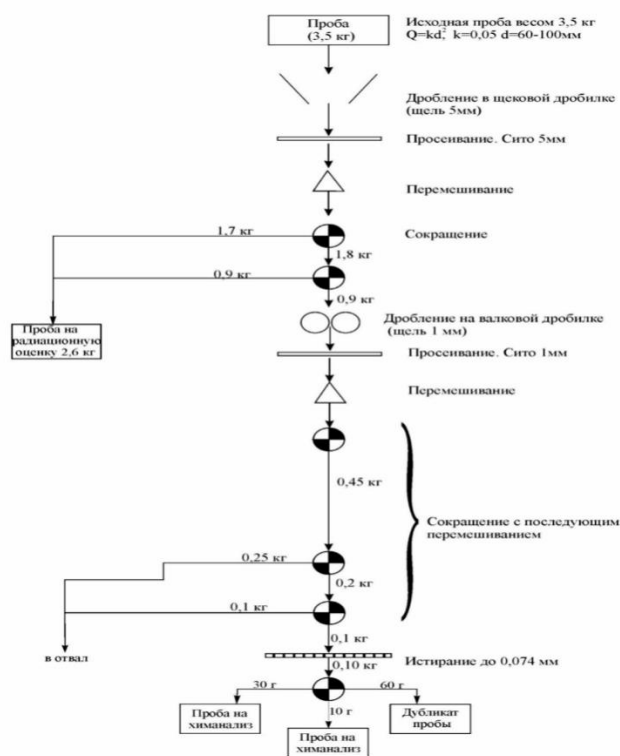 Проба
(3,5 кг)
Исходная проба весом 3,5 кг
Q=kd², k=0,05 d=60-100мм
Дробление в щековой дробилке
(щель 5мм)
Просеивание. Сито 5мм
Перемешивание
1,7 кг
Сокращение
1,8 кг
0,9 кг
0,9 кг
Проба на
радиационную
оценку 2,6 кг
Дробление на валковой дробилке
(щель 1 мм)
Просеивание. Сито 1мм
Перемешивание
0,45 кг
Сокращение с последующим
перемешиванием
0,25 кг
0,2 кг
0,1 кг
0,1 кг
в отвал
Истирание до 0,074 мм
0,10 кг
30 г
60 г
10 г
Проба на
химанализ
Проба на
химанализ
Дубликат
пробы